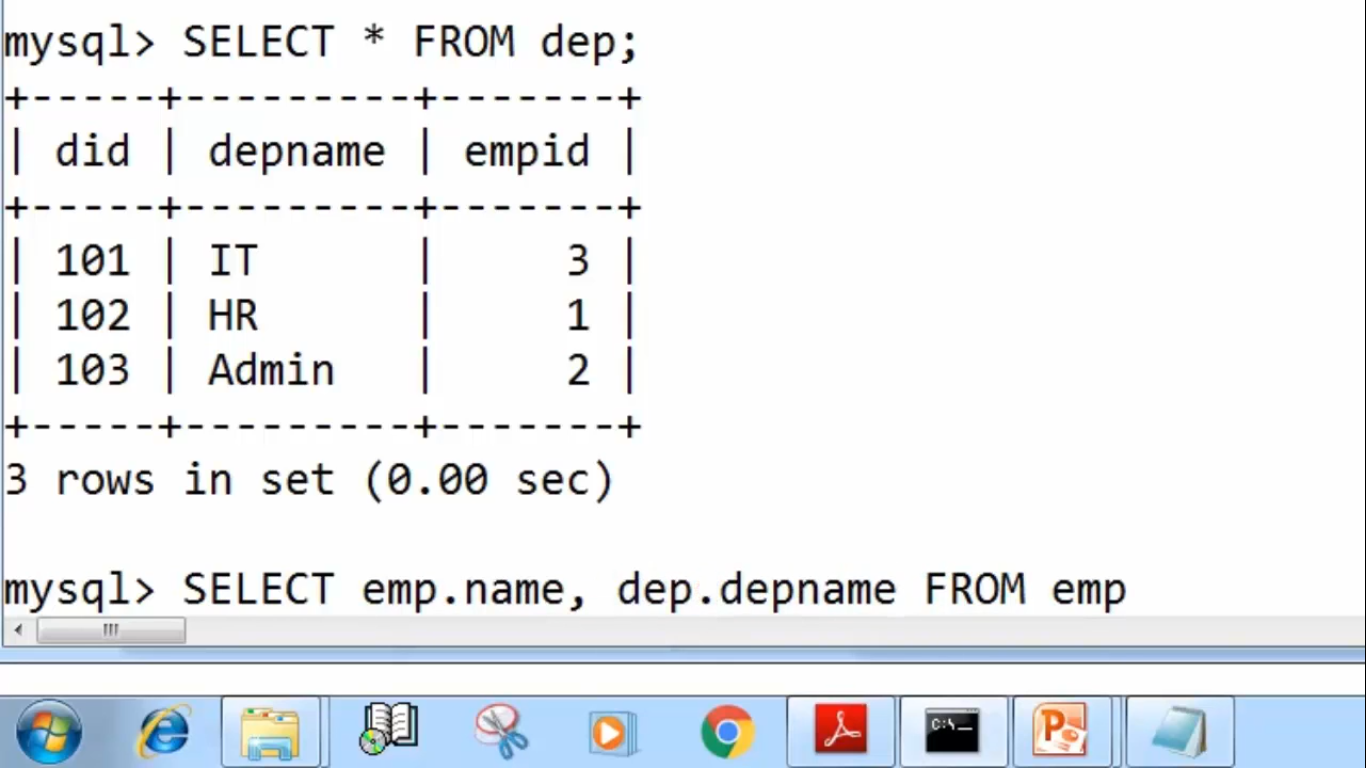 mysql> SELECT * FROM dep;
+-----+---------+-------+
| did | depname | empid |
+-----+---------+-------+
| 101 | IT      |     3 |
| 102 | HR      |     1 |
| 103 | Admin   |     2 |
+-----+---------+-------+
3 rows in set (0.00 sec)
mysql> SELECT emp.name, dep.depname FROM emp
C:\_